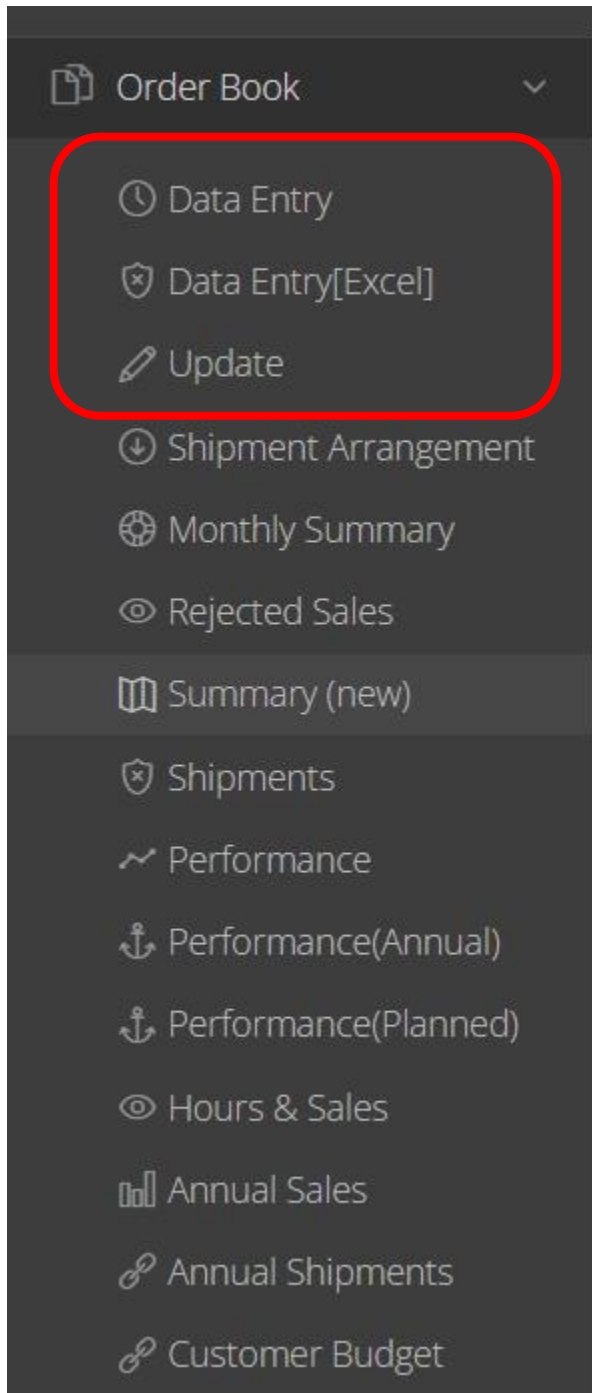 Order Book
Data Entry
Data Entry[Excel]
Update
Shipment Arrangement
Monthly Summary
Rejected Sales
Summary (new)
Shipments
Performance
Performance(Annual)
Performance(Planned)
Hours & Sales
Annual Sales
Annual Shipments
Customer Budget